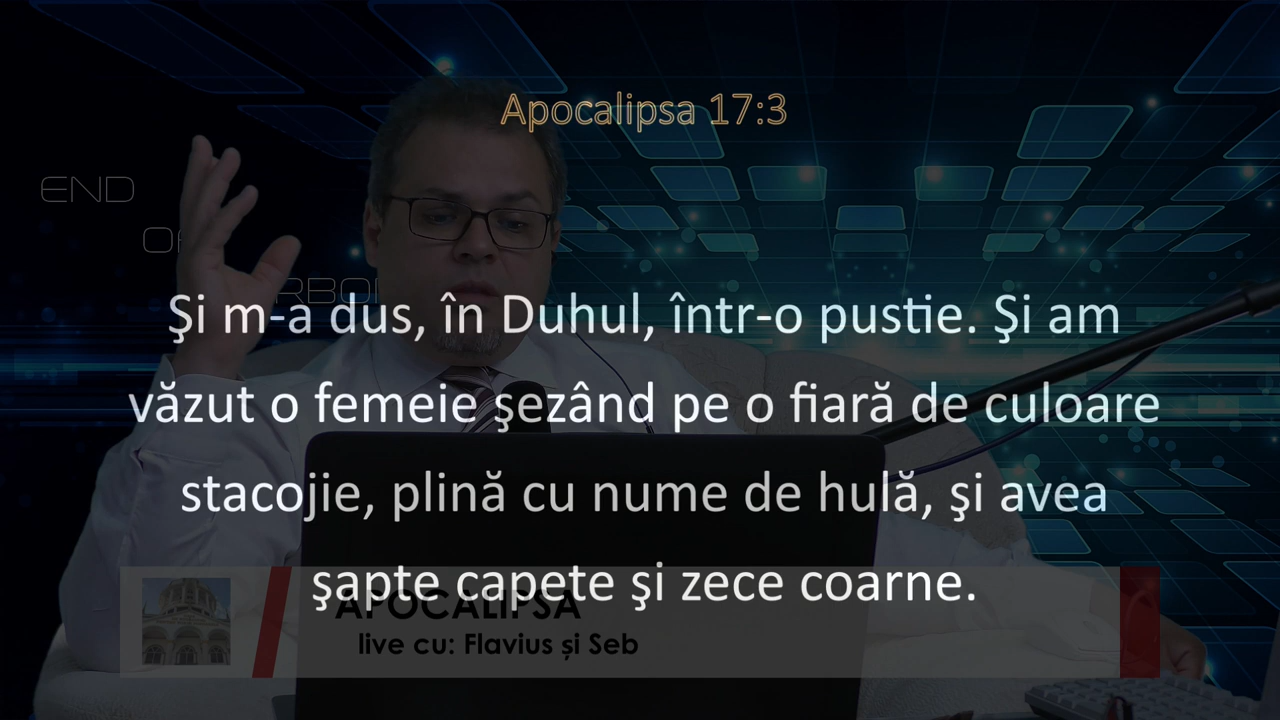 Apocalipsa 17:3
END
Şi m-a dus, în Duhul, într-o pustie. Şi am
văzut o femeie şezând pe o fiară de culoare
stacojie, plină cu nume de hulă, şi avea
şapte capete şi zece coarne.
APOCALIPSA
live cu: Flavius și Seb